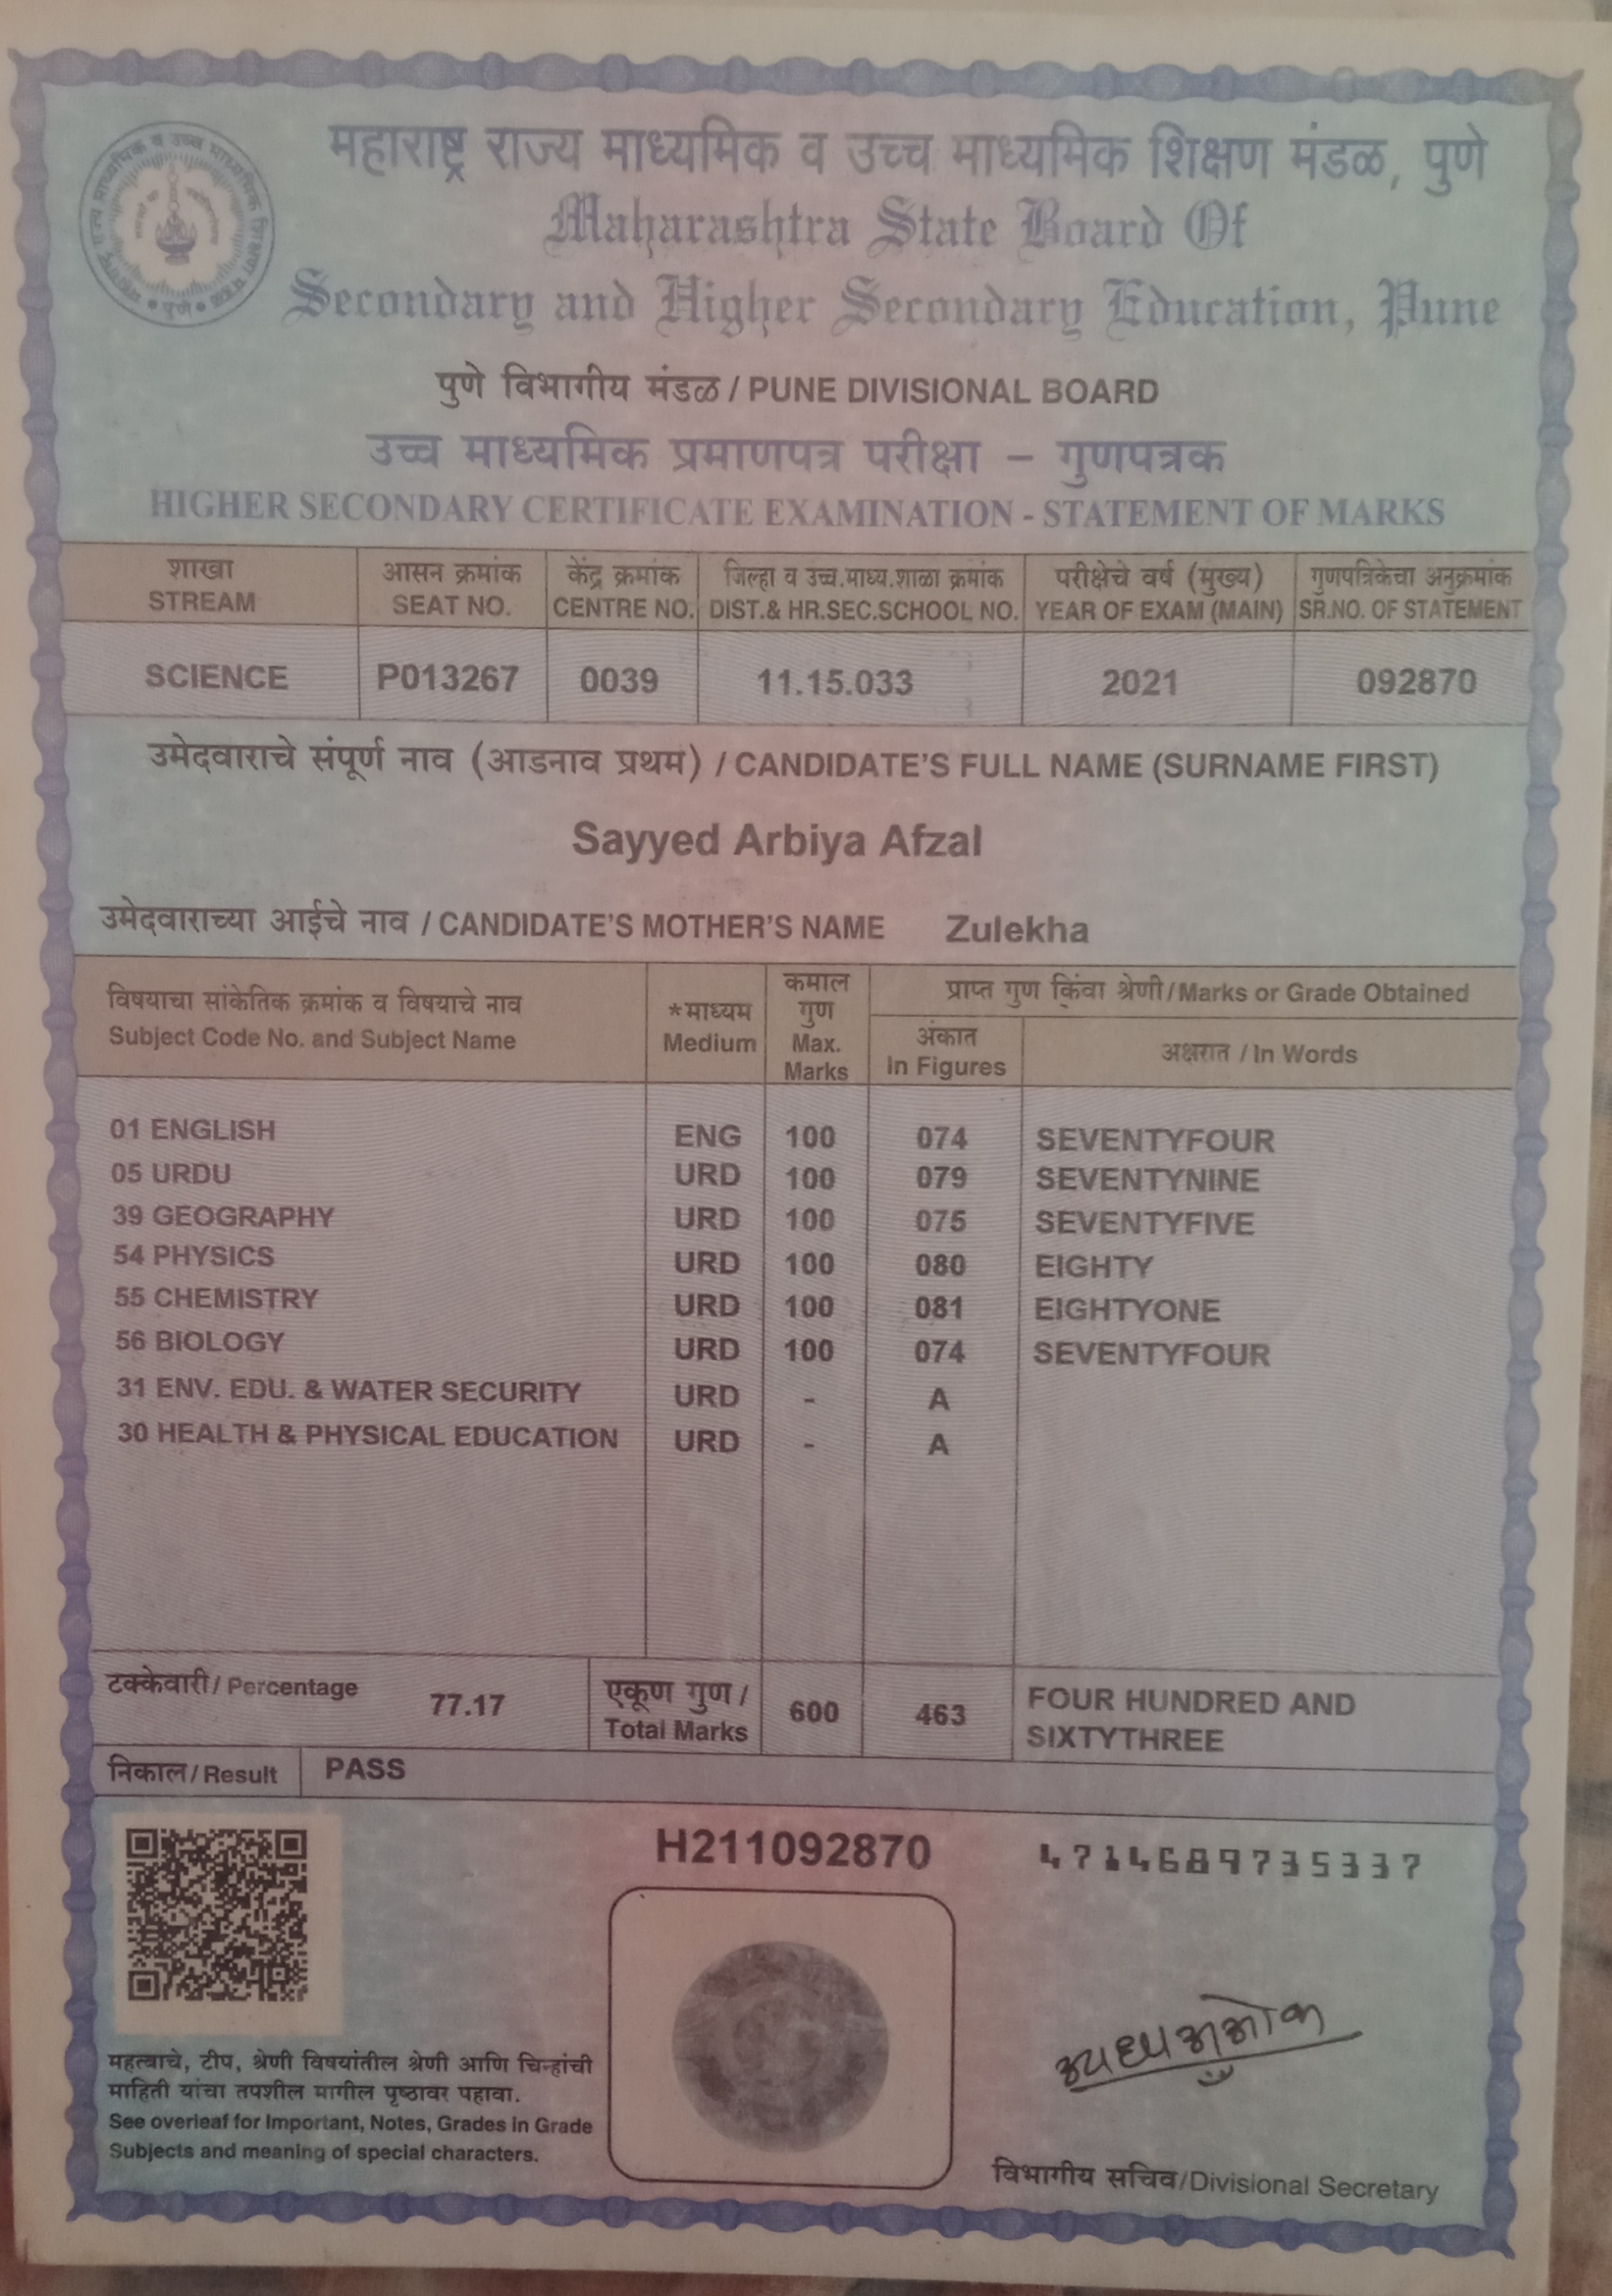 महाराष्ट्र राज्य माध्यमिक व उच्च माध्यमिक शिक्षण मंडळ, पुणे
Maharashtra State Board Of
Secondary and Higher Secondary Education, Pune
पुणे विभागीय मंडळ / PUNE DIVISIONAL BOARD
उच्च माध्यमिक प्रमाणपत्र परीक्षा – गुणपत्रक
HIGHER SECONDARY CERTIFICATE EXAMINATION - STATEMENT OF MARKS
शाखा आसन क्रमांक केंद्र क्रमांक जिल्हा व उच्च.माध्य.शाळा क्रमांक परीक्षेचे वर्ष (मुख्य) गुणपत्रिकेचा अनुक्रमांक
STREAM SEAT NO. CENTRE NO. DIST.& HR.SEC.SCHOOL NO. YEAR OF EXAM (MAIN) SR.NO. OF STATEMENT
SCIENCE P013267 0039 11.15.033 2021 092870
उमेदवाराचे संपूर्ण नाव (आडनाव प्रथम) / CANDIDATE'S FULL NAME (SURNAME FIRST)
Sayyed Arbiya Afzal
उमेदवाराच्या आईचे नाव / CANDIDATE'S MOTHER'S NAME Zulekha
विषयाचा सांकेतिक क्रमांक व विषयाचे नाव
Subject Code No. and Subject Name
*माध्यम
Medium
कमाल
गुण
Max.
Marks
प्राप्त गुण किंवा श्रेणी/Marks or Grade Obtained
अंकात
In Figures
अक्षरात / In Words
01 ENGLISH ENG 100 074 SEVENTYFOUR
05 URDU URD 100 079 SEVENTYNINE
39 GEOGRAPHY URD 100 075 SEVENTYFIVE
54 PHYSICS URD 100 080 EIGHTY
55 CHEMISTRY URD 100 081 EIGHTYONE
56 BIOLOGY URD 100 074 SEVENTYFOUR
31 ENV. EDU. & WATER SECURITY URD - A
30 HEALTH & PHYSICAL EDUCATION URD - A
टक्केवारी/ Percentage 77.17
एकूण गुण/
Total Marks
600 463
FOUR HUNDRED AND
SIXTYTHREE
निकाल/ Result PASS
H211092870 4714689735337
महत्वाचे, टीप, श्रेणी विषयांतील श्रेणी आणि चिन्हांची
माहिती यांचा तपशील मागील पृष्ठावर पहावा.
See overleaf for Important, Notes, Grades in Grade
Subjects and meaning of special characters.
विभागीय सचिव/Divisional Secretary